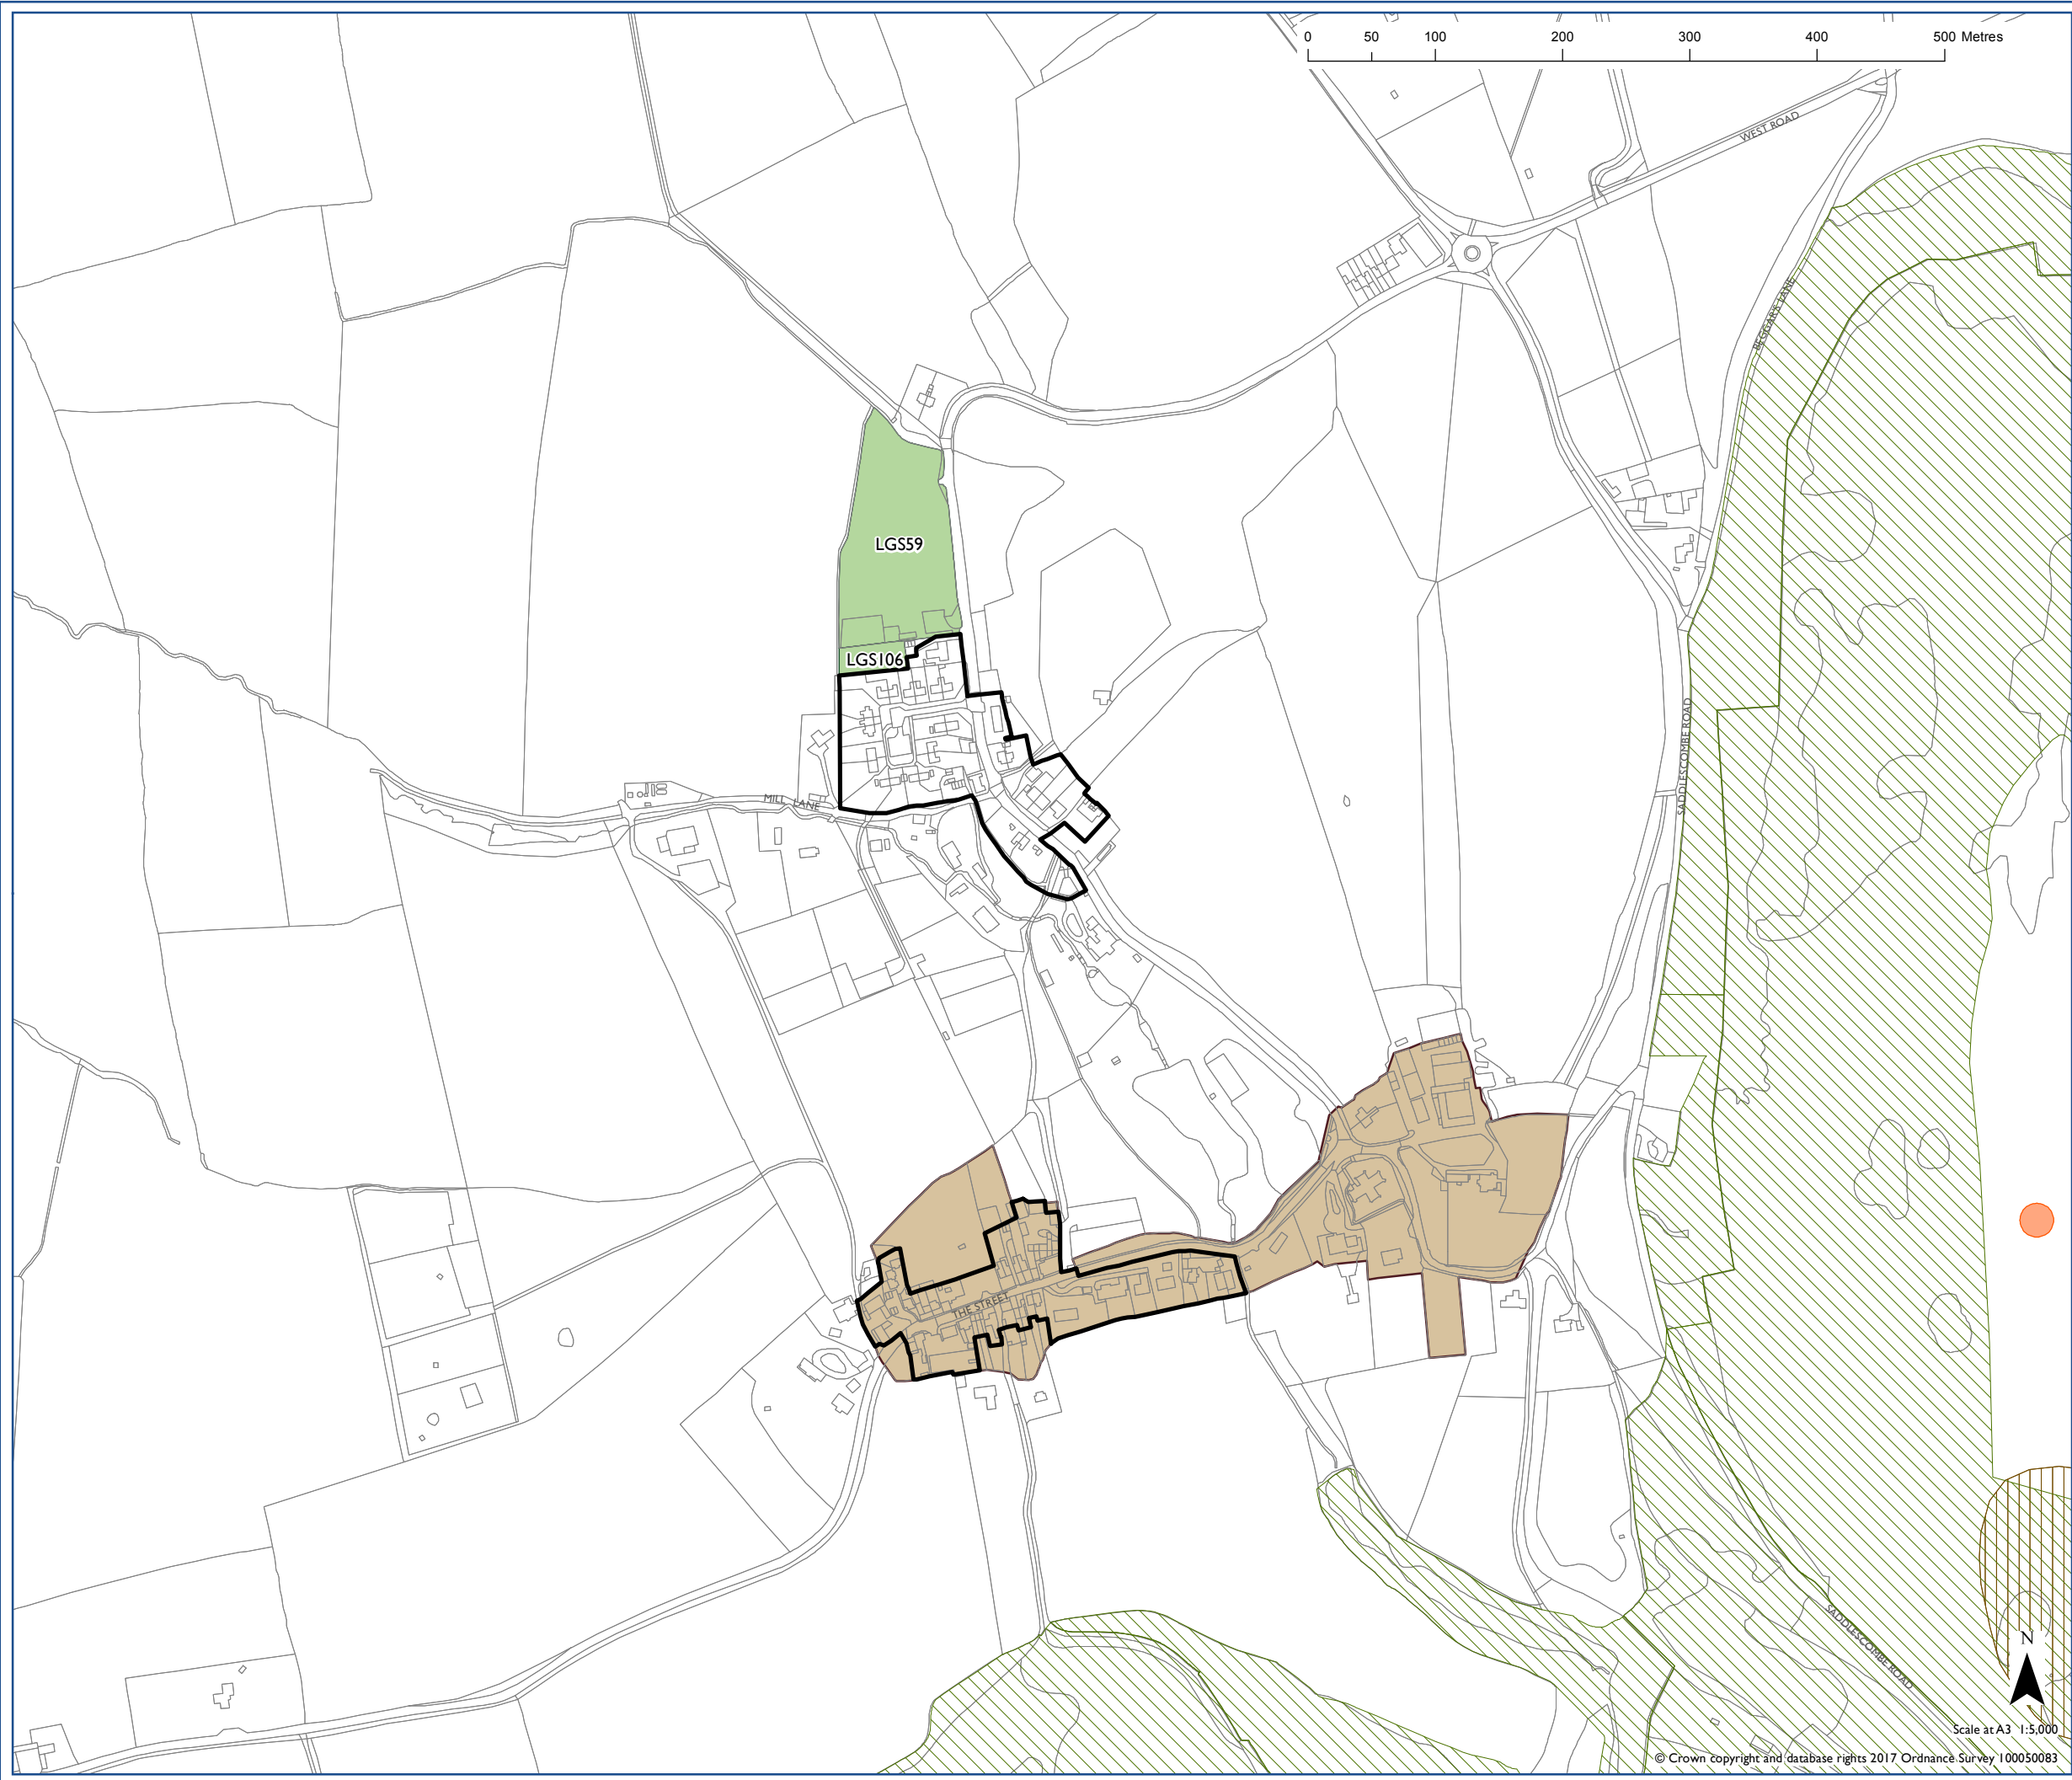 0 50 100 200 300 400 500 Metres
WEST ROAD
BEGGARS LANE
LGS59
LGS106
SADDLESCOMBE ROAD
MILL LANE
THE STREET
SADDLESCOMBE ROAD
N
Scale at A3 1:5,000
© Crown copyright and database rights 2017 Ordnance Survey 100050083